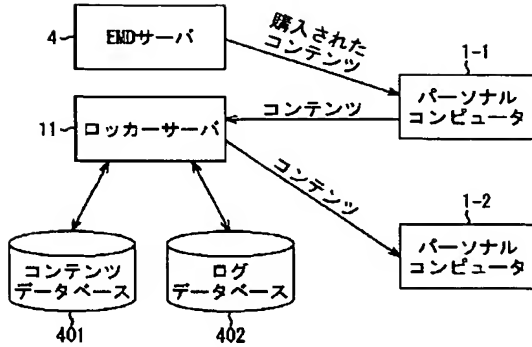 4
EMDサーバ
購入された
コンテンツ
1-1
パーソナル
コンピュータ
コンテンツ
11
ロッカーサーバ
コンテンツ
1-2
パーソナル
コンピュータ
コンテンツ
データベース
401
ログ
データベース
402